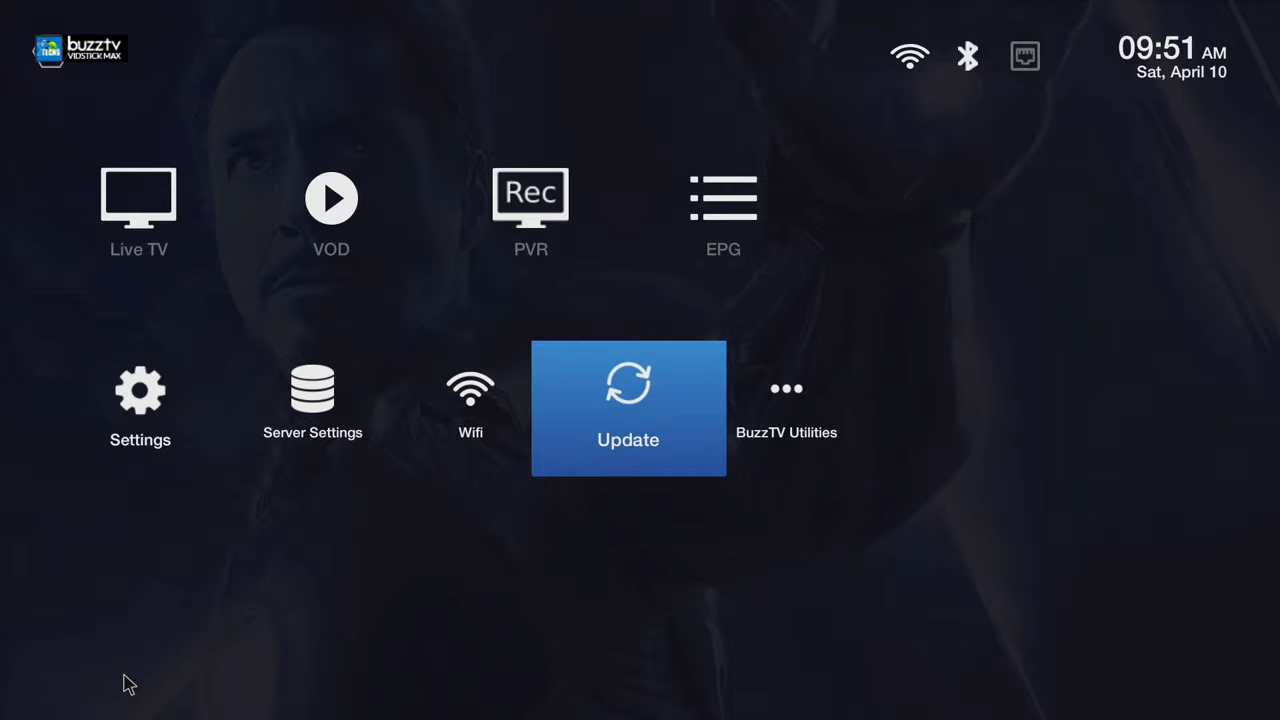 TECHS
buzztv
VIDSTICK MAX
09:51 AM
Sat, April 10
Live TV
VOD
Rec
PVR
EPG
Settings
Server Settings
Wifi
Update
BuzzTV Utilities